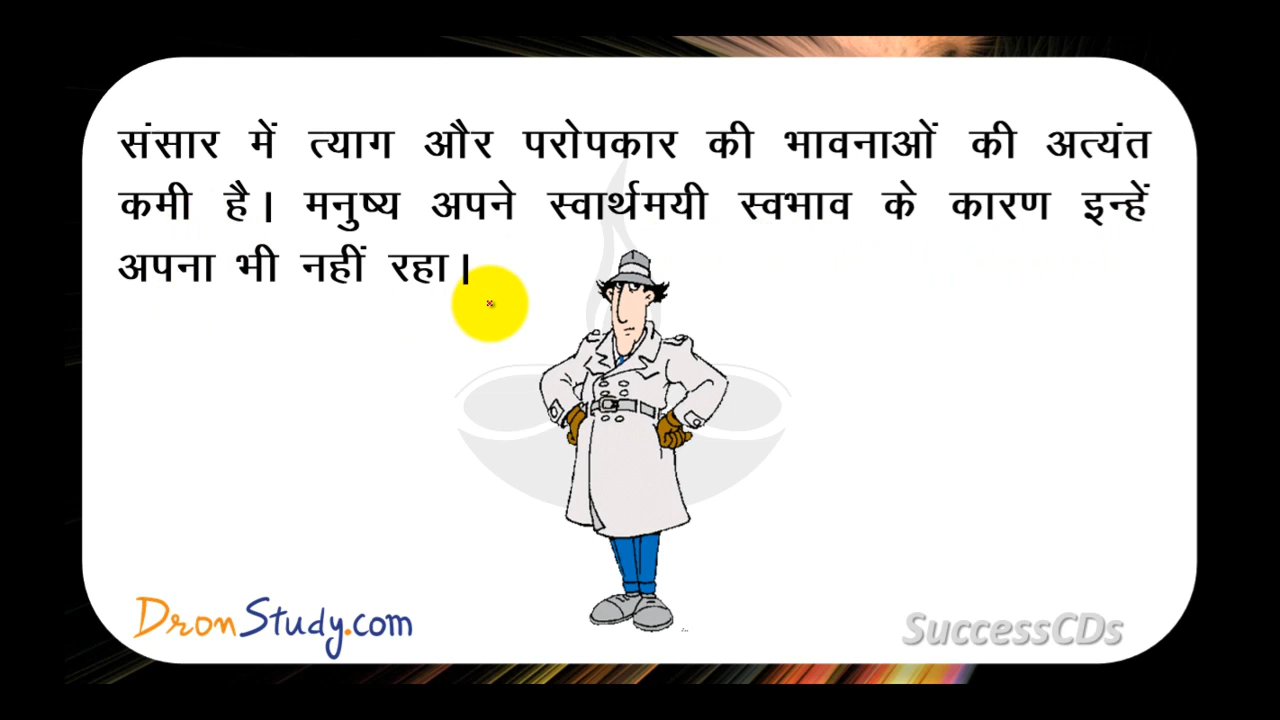 संसार में त्याग और परोपकार की भावनाओं की अत्यंत
कमी है। मनुष्य अपने स्वार्थमयी स्वभाव के कारण इन्हें
अपना भी नहीं रहा।
DronStudy.com
SuccessCDs